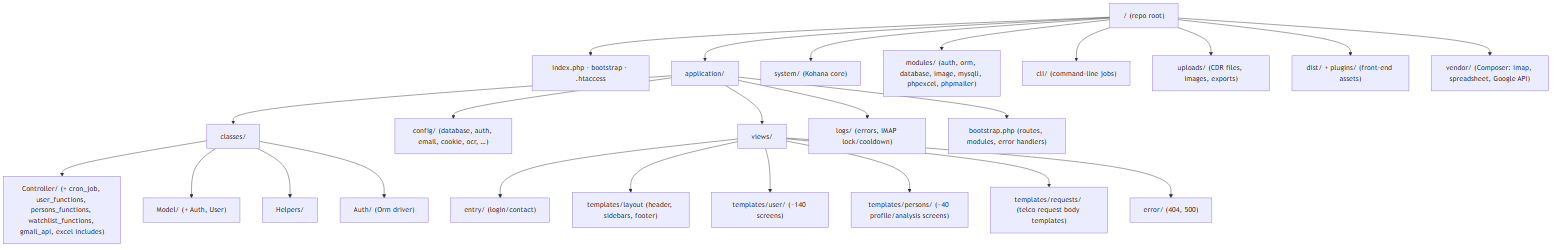 / (repo root)
index.php · bootstrap ·
.htaccess
application/
system/ (Kohana core)
modules/ (auth, orm,
database, image, mysqli,
phpexcel, phpmailer)
cli/ (command-line jobs)
uploads/ (CDR files,
images, exports)
dist/ + plugins/ (front-end
assets)
vendor/ (Composer: imap,
spreadsheet, Google API)
classes/
config/ (database, auth,
email, cookie, ocr, …)
views/
logs/ (errors, IMAP
lock/cooldown)
bootstrap.php (routes,
modules, error handlers)
Controller/ (+ cron_job,
user_functions,
persons_functions,
watchlist_functions,
gmail_api, excel includes)
Model/ (+ Auth, User)
Helpers/
Auth/ (Orm driver)
entry/ (login/contact)
templates/layout (header,
sidebars, footer)
templates/user/ (~140
screens)
templates/persons/ (~40
profile/analysis screens)
templates/requests/
(telco request body
templates)
error/ (404, 500)